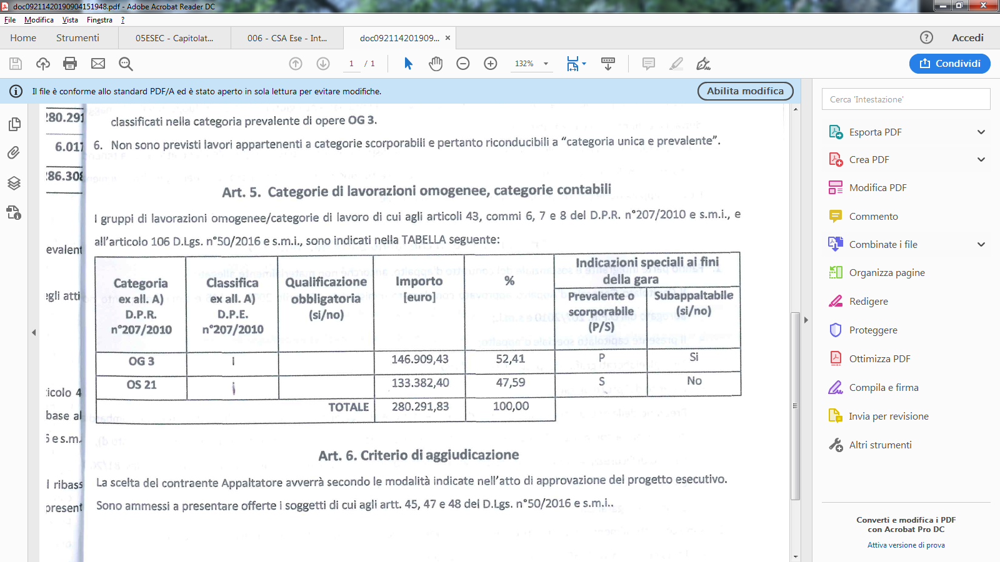 doc09211420190904151948.pdf - Adobe Acrobat Reader DC
File Modifica Vista Finestra ?
Home Strumenti 05ESEC - Capitolat... 006 - CSA Ese - Int... doc092114201909... ×
1 / 1 132% Condividi
? Accedi
Il file è conforme allo standard PDF/A ed è stato aperto in sola lettura per evitare modifiche. Abilita modifica
280.291
6.017
286.308
evalent
egli atti
icolo 4
base al
e s.m.
l ribass
present
classificati nella categoria prevalente di opere OG 3.
6. Non sono previsti lavori appartenenti a categorie scorporabili e pertanto riconducibili a “categoria unica e prevalente”.
Art. 5. Categorie di lavorazioni omogenee, categorie contabili
I gruppi di lavorazioni omogenee/categorie di lavoro di cui agli articoli 43, commi 6, 7 e 8 del D.P.R. n°207/2010 e s.m.i., e
all’articolo 106 D.Lgs. n°50/2016 e s.m.i., sono indicati nella TABELLA seguente:
Categoria ex all. A) D.P.R. n°207/2010
Classifica ex all. A) D.P.E. n°207/2010
Qualificazione obbligatoria (si/no)
Importo [euro]
%
Indicazioni speciali ai fini della gara
Prevalente o scorporabile (P/S)
Subappaltabile (si/no)
OG 3 i 146.909,43 52,41 P Si
OS 21 i 133.382,40 47,59 S No
TOTALE 280.291,83 100,00
Art. 6. Criterio di aggiudicazione
La scelta del contraente Appaltatore avverrà secondo le modalità indicate nell’atto di approvazione del progetto esecutivo.
Sono ammessi a presentare offerte i soggetti di cui agli artt. 45, 47 e 48 del D.Lgs. n°50/2016 e s.m.i..
Cerca 'Intestazione'
Esporta PDF
Crea PDF
Modifica PDF
Commento
Combinate i file
Organizza pagine
Redigere
Proteggere
Ottimizza PDF
Compila e firma
Invia per revisione
Altri strumenti
Converti e modifica i PDF
con Acrobat Pro DC
Attiva versione di prova